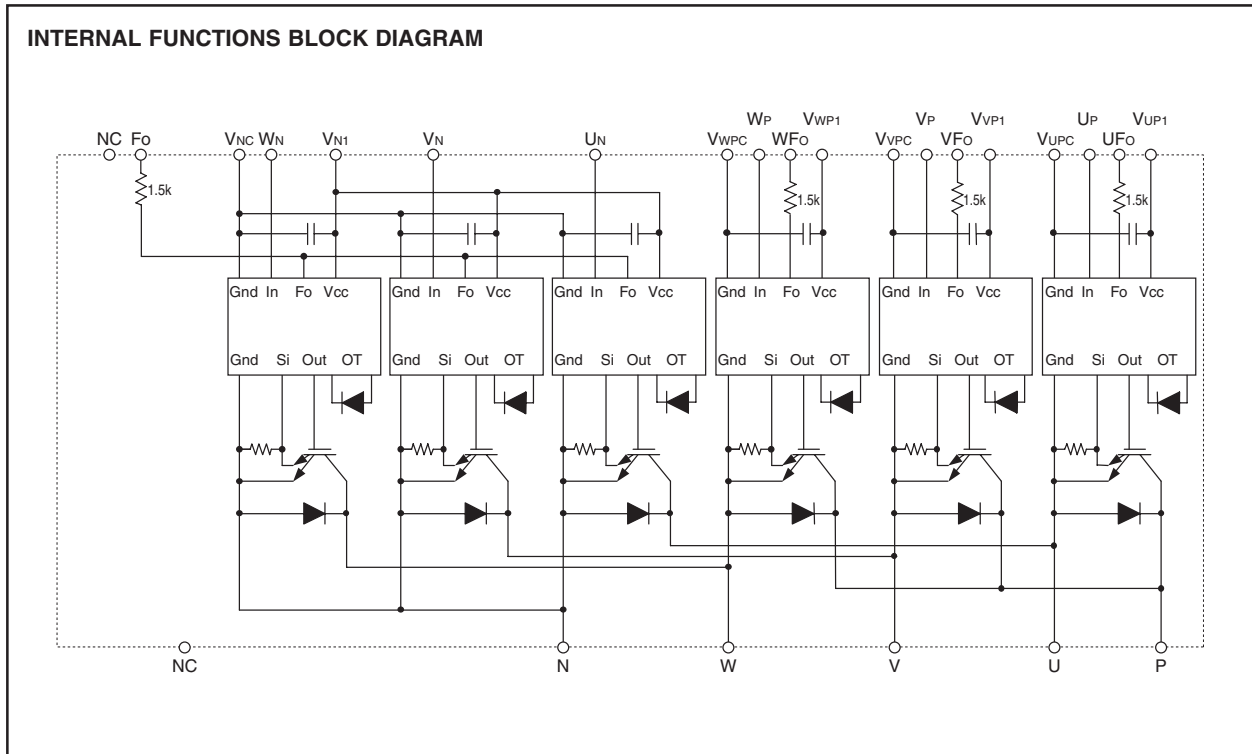 INTERNAL FUNCTIONS BLOCK DIAGRAM
WP VWP1 VP VVP1 UP VUP1
NC FO VNC WN VN1 VN UN VWPC WFO VVPC VFO VUPC UFO
1.5k 1.5k 1.5k 1.5k
Gnd In Fo Vcc Gnd In Fo Vcc Gnd In Fo Vcc Gnd In Fo Vcc Gnd In Fo Vcc Gnd In Fo Vcc
Gnd Si Out OT Gnd Si Out OT Gnd Si Out OT Gnd Si Out OT Gnd Si Out OT Gnd Si Out OT
NC N W V U P